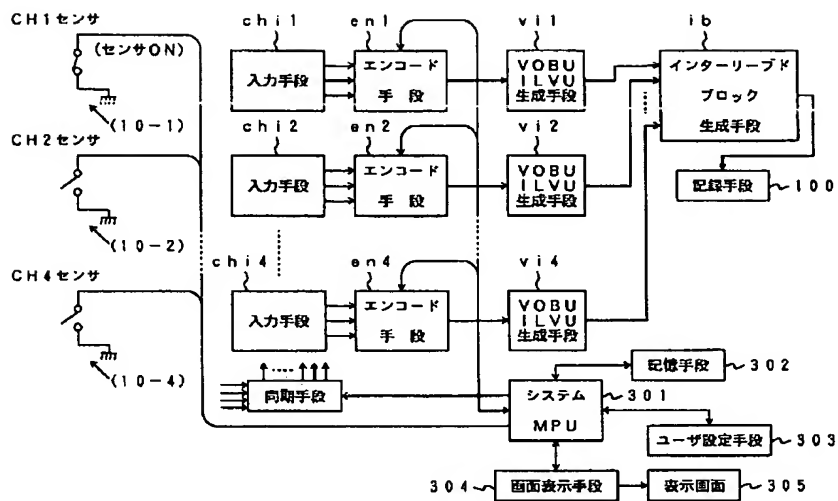 CH1センサ
(センサON)
(10-1)
CH2センサ
(10-2)
CH4センサ
(10-4)
chi1
入力手段
en1
エンコード
手段
vi1
VOBU
ILVU
生成手段
ib
インターリーブド
ブロック
生成手段
chi2
入力手段
en2
エンコード
手段
vi2
VOBU
ILVU
生成手段
記録手段
100
chi4
入力手段
en4
エンコード
手段
vi4
VOBU
ILVU
生成手段
同期手段
システム
MPU
301
記憶手段
302
ユーザ設定手段
303
304
画面表示手段
表示画面
305